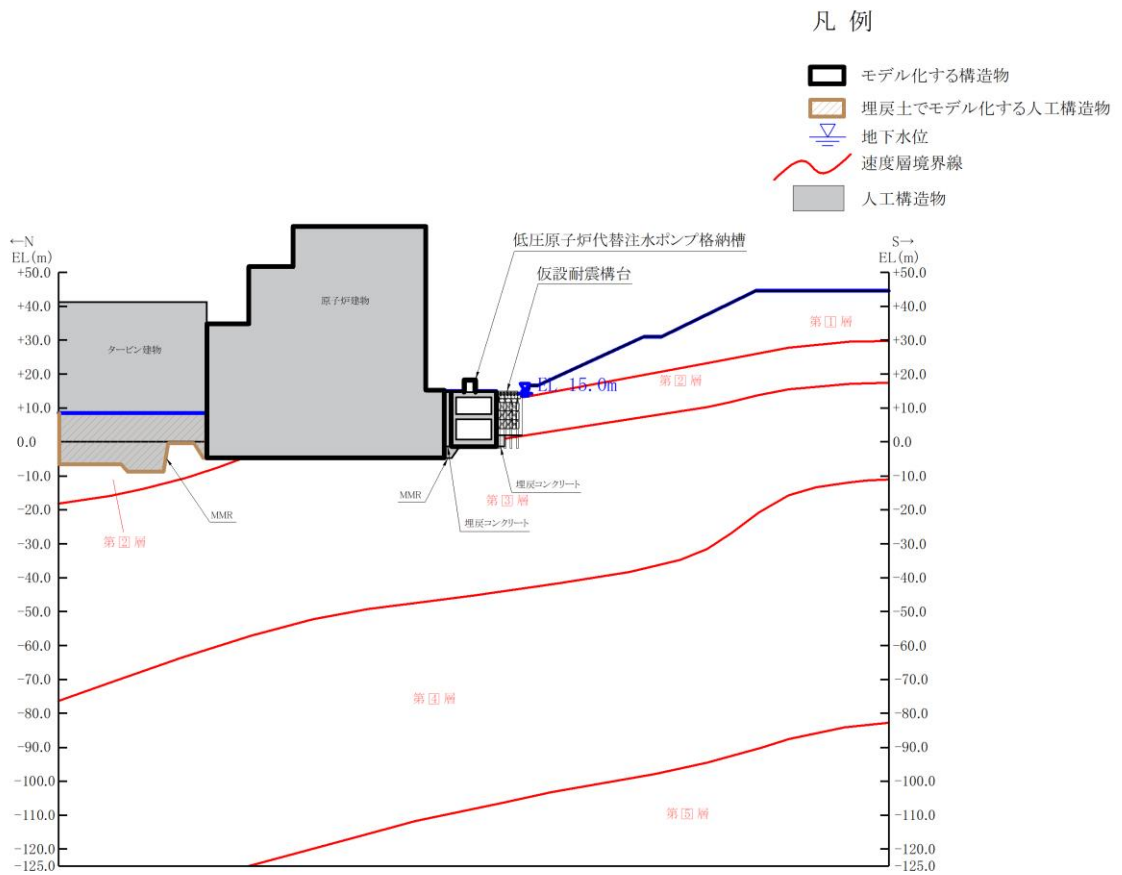 凡 例
モデル化する構造物
埋戻土でモデル化する人工構造物
地下水位
速度層境界線
人工構造物
←N
EL(m)
S→
EL(m)
低圧原子炉代替注水ポンプ格納槽
仮設耐震構台
原子炉建物
タービン建物
EL 15.0m
第1層
第2層
第3層
第2層
第4層
第5層
MMR
MMR
埋戻コンクリート
埋戻コンクリート
+50.0
+40.0
+30.0
+20.0
+10.0
0.0
-10.0
-20.0
-30.0
-40.0
-50.0
-60.0
-70.0
-80.0
-90.0
-100.0
-110.0
-120.0
-125.0
+50.0
+40.0
+30.0
+20.0
+10.0
0.0
-10.0
-20.0
-30.0
-40.0
-50.0
-60.0
-70.0
-80.0
-90.0
-100.0
-110.0
-120.0
-125.0